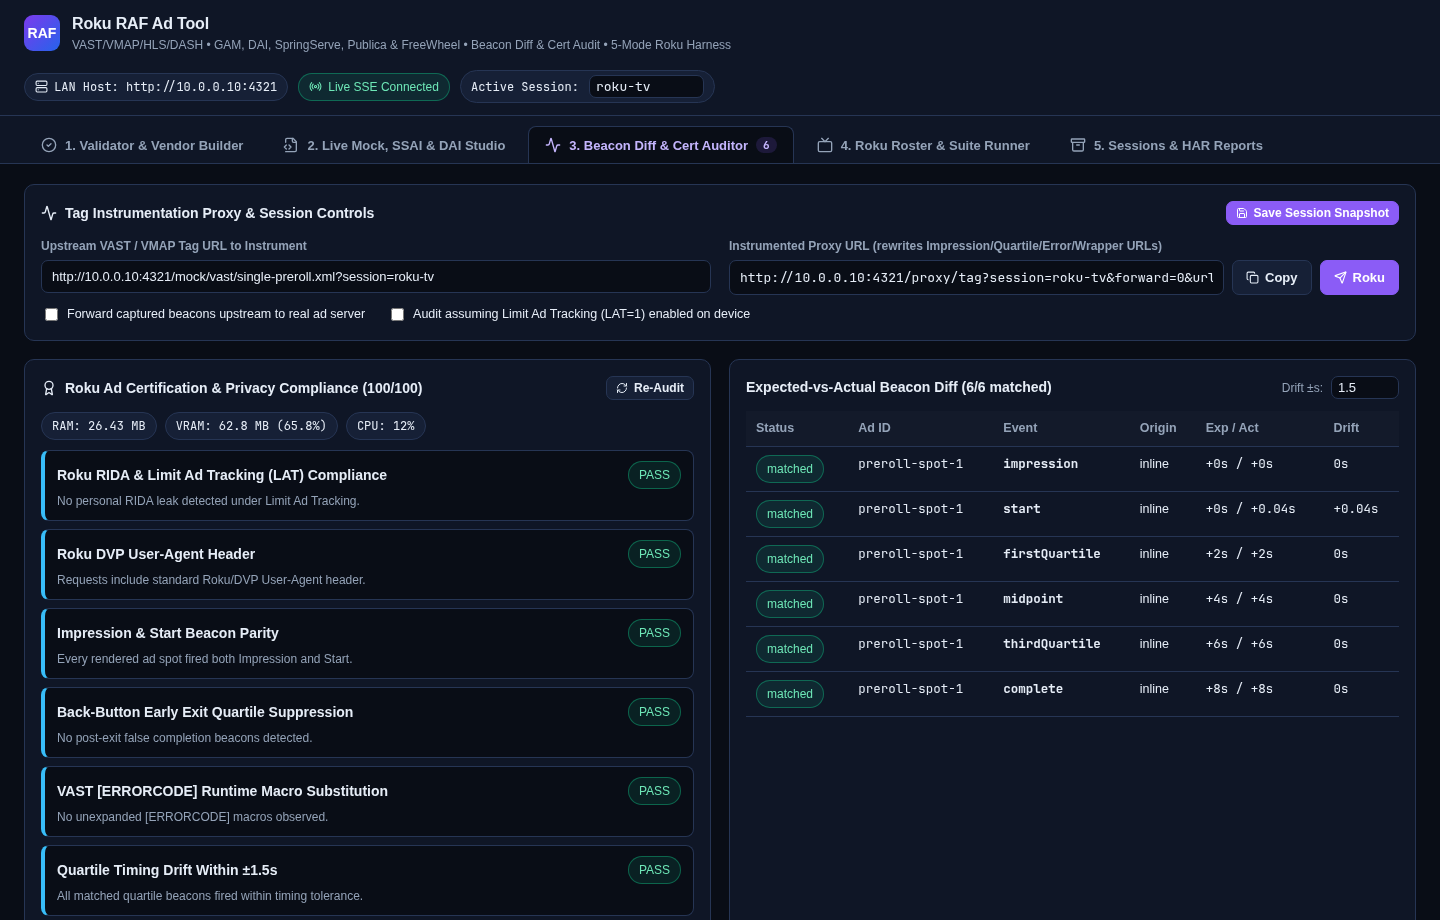 RAF
Roku RAF Ad Tool
VAST/VMAP/HLS/DASH • GAM, DAI, SpringServe, Publica & FreeWheel • Beacon Diff & Cert Audit • 5-Mode Roku Harness
LAN Host: http://10.0.0.10:4321
Live SSE Connected
Active Session: roku-tv
1. Validator & Vendor Builder
2. Live Mock, SSAI & DAI Studio
3. Beacon Diff & Cert Auditor 6
4. Roku Roster & Suite Runner
5. Sessions & HAR Reports
Tag Instrumentation Proxy & Session Controls
Save Session Snapshot
Upstream VAST / VMAP Tag URL to Instrument
http://10.0.0.10:4321/mock/vast/single-preroll.xml?session=roku-tv
Instrumented Proxy URL (rewrites Impression/Quartile/Error/Wrapper URLs)
http://10.0.0.10:4321/proxy/tag?session=roku-tv&forward=0&url
Copy
Roku
Forward captured beacons upstream to real ad server
Audit assuming Limit Ad Tracking (LAT=1) enabled on device
Roku Ad Certification & Privacy Compliance (100/100)
Re-Audit
RAM: 26.43 MB
VRAM: 62.8 MB (65.8%)
CPU: 12%
Roku RIDA & Limit Ad Tracking (LAT) Compliance
PASS
No personal RIDA leak detected under Limit Ad Tracking.
Roku DVP User-Agent Header
PASS
Requests include standard Roku/DVP User-Agent header.
Impression & Start Beacon Parity
PASS
Every rendered ad spot fired both Impression and Start.
Back-Button Early Exit Quartile Suppression
PASS
No post-exit false completion beacons detected.
VAST [ERRORCODE] Runtime Macro Substitution
PASS
No unexpanded [ERRORCODE] macros observed.
Quartile Timing Drift Within ±1.5s
PASS
All matched quartile beacons fired within timing tolerance.
Expected-vs-Actual Beacon Diff (6/6 matched)
Drift ±s: 1.5
Status Ad ID Event Origin Exp / Act Drift
matched preroll-spot-1 impression inline +0s / +0s 0s
matched preroll-spot-1 start inline +0s / +0.04s +0.04s
matched preroll-spot-1 firstQuartile inline +2s / +2s 0s
matched preroll-spot-1 midpoint inline +4s / +4s 0s
matched preroll-spot-1 thirdQuartile inline +6s / +6s 0s
matched preroll-spot-1 complete inline +8s / +8s 0s